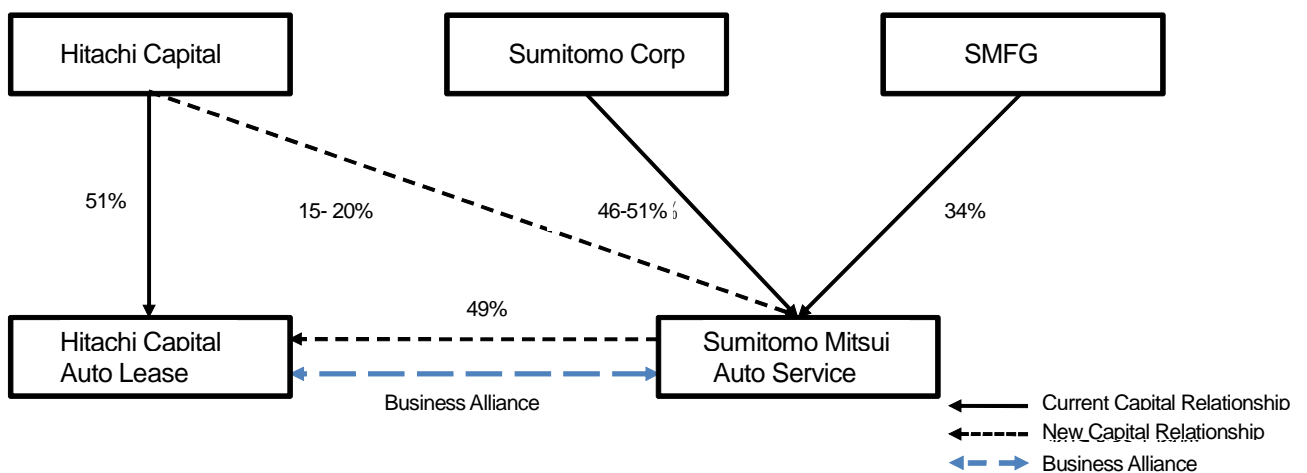 Hitachi Capital
Sumitomo Corp
SMFG
51%
15- 20%
46-51%
34%
49%
Hitachi Capital
Auto Lease
Sumitomo Mitsui
Auto Service
Business Alliance
Current Capital Relationship
New Capital Relationship
Business Alliance